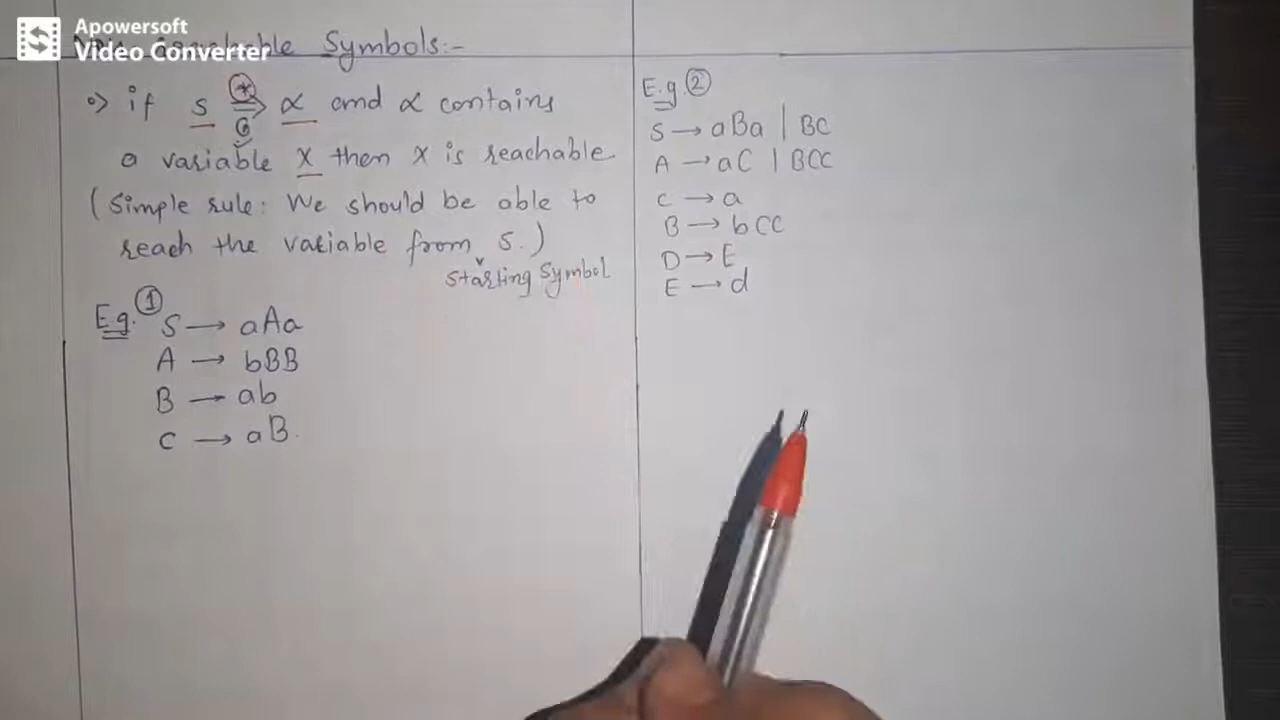 Apowersoft
Video Converter
Symbols:-
if S *⇒G α and α contains
a variable X then X is reachable
(Simple rule: We should be able to
reach the variable from S.)
Starting Symbol
E.g. ①
S → aAa
A → bBB
B → ab
C → aB.
E.g ②
S → aBa | BC
A → aC | BCC
C → a
B → bCC
D → E
E → d